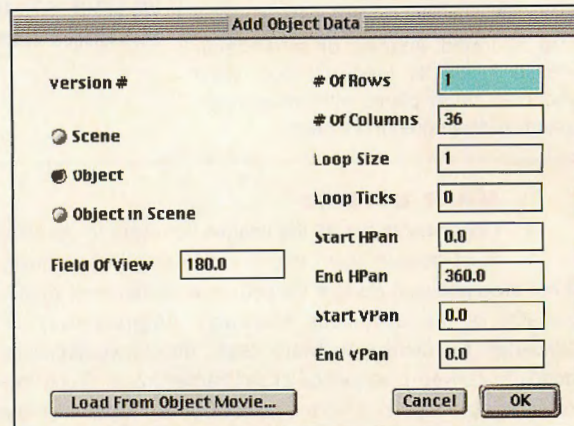 Add Object Data
version #
Scene
Object
Object in Scene
Field Of View 180.0
# Of Rows 1
# Of Columns 36
Loop Size 1
Loop Ticks 0
Start HPan 0.0
End HPan 360.0
Start VPan 0.0
End VPan 0.0
Load From Object Movie...
Cancel
OK